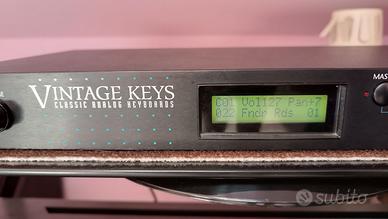 VINTAGE KEYS
CLASSIC ANALOG KEYBOARDS
C01 Vol127 Pan+7
022 Fndr Rds 01
MAS
subito